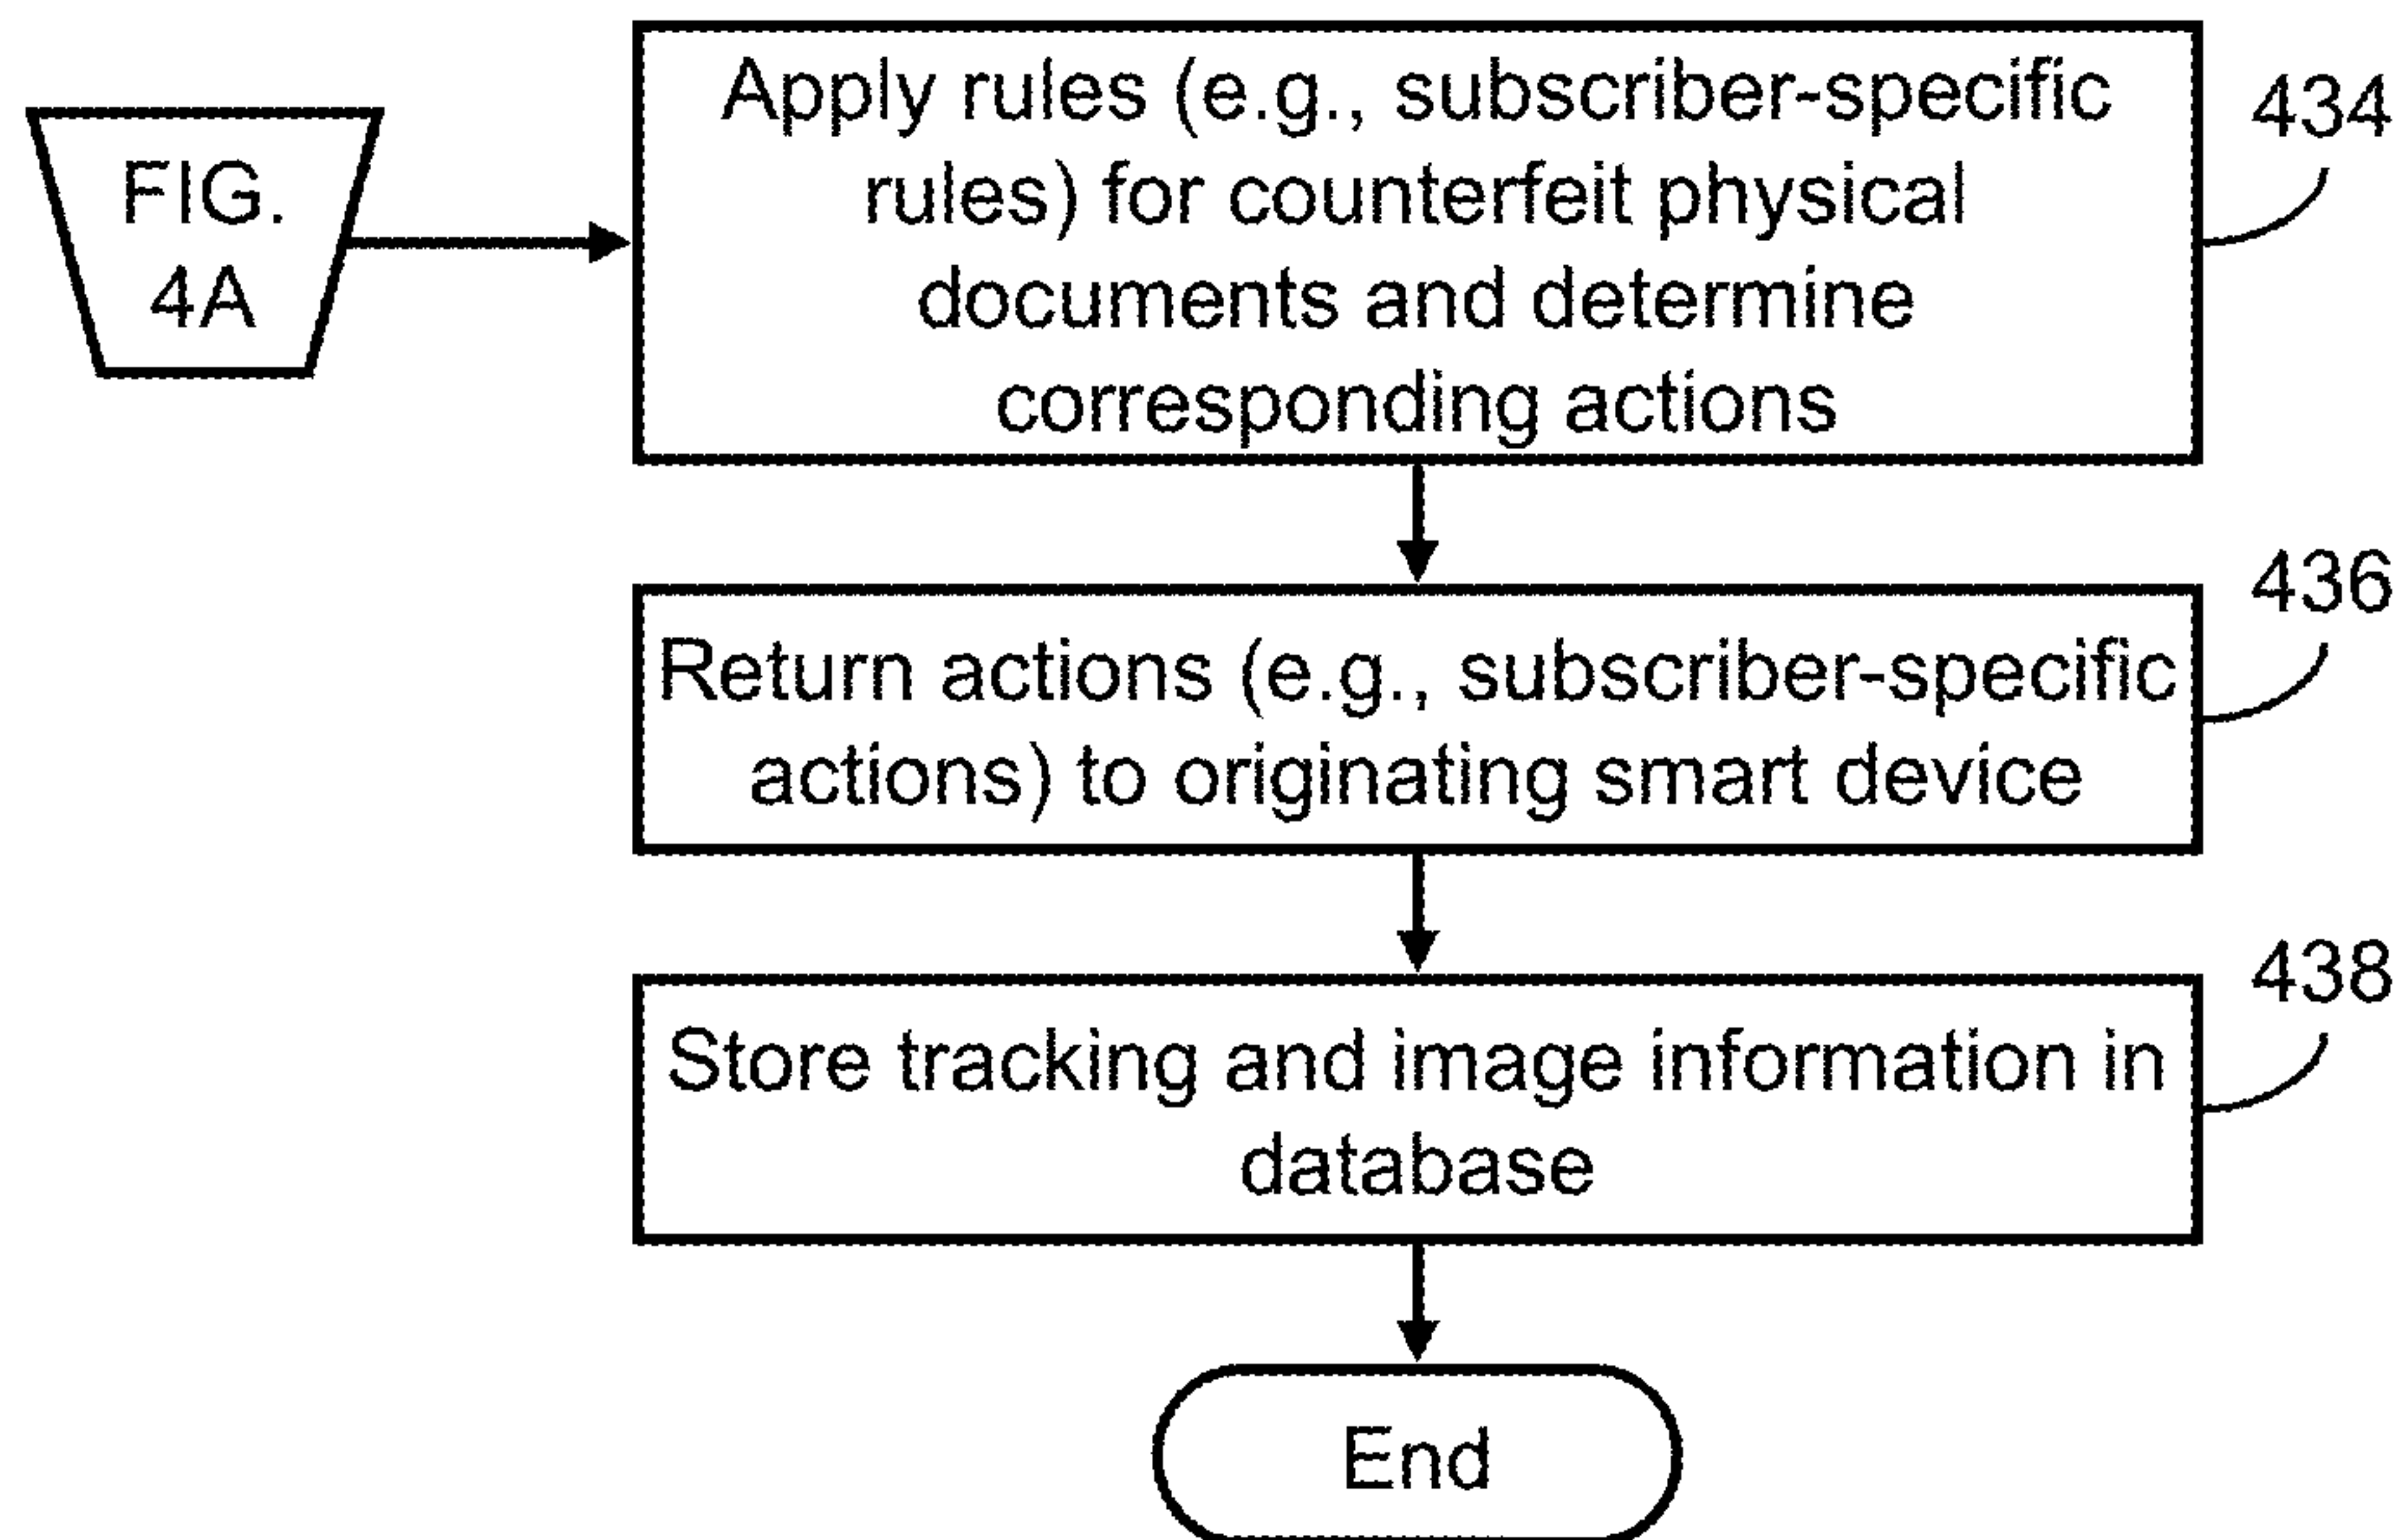 FIG.
4A
Apply rules (e.g., subscriber-specific
rules) for counterfeit physical
documents and determine
corresponding actions
434
Return actions (e.g., subscriber-specific
actions) to originating smart device
436
Store tracking and image information in
database
438
End